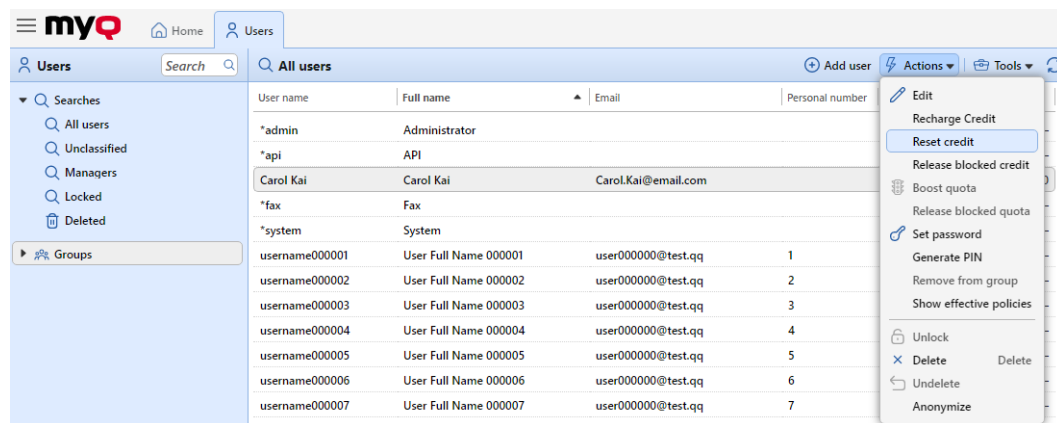 myQ
Home
Users
Users
Search
All users
Add user
Actions
Tools
Searches
All users
Unclassified
Managers
Locked
Deleted
Groups
User name Full name Email Personal number
*admin Administrator
*api API
Carol Kai Carol Kai Carol.Kai@email.com
*fax Fax
*system System
username000001 User Full Name 000001 user000000@test.qq 1
username000002 User Full Name 000002 user000000@test.qq 2
username000003 User Full Name 000003 user000000@test.qq 3
username000004 User Full Name 000004 user000000@test.qq 4
username000005 User Full Name 000005 user000000@test.qq 5
username000006 User Full Name 000006 user000000@test.qq 6
username000007 User Full Name 000007 user000000@test.qq 7
Edit
Recharge Credit
Reset credit
Release blocked credit
Boost quota
Release blocked quota
Set password
Generate PIN
Remove from group
Show effective policies
Unlock
Delete Delete
Undelete
Anonymize